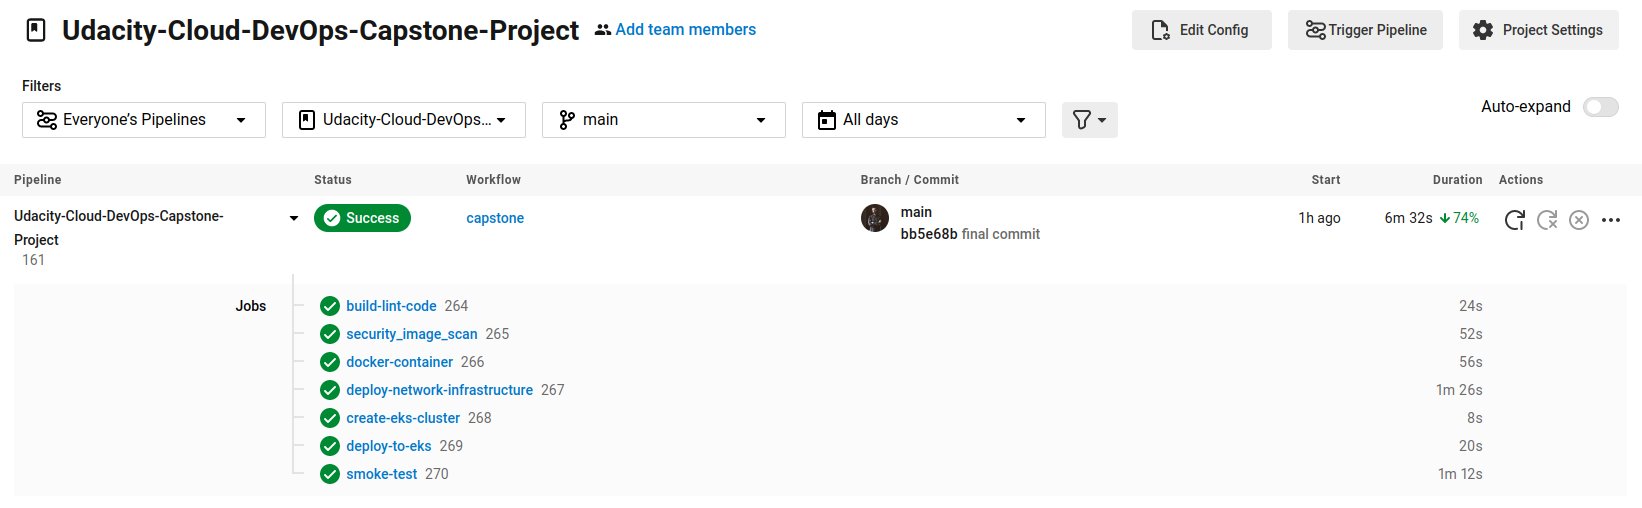 Udacity-Cloud-DevOps-Capstone-Project Add team members Edit Config Trigger Pipeline Project Settings
Filters
Everyone’s Pipelines Udacity-Cloud-DevOps... main All days Auto-expand
Pipeline Status Workflow Branch / Commit Start Duration Actions
Udacity-Cloud-DevOps-Capstone-
Project
161
Success capstone
main
bb5e68b final commit
1h ago 6m 32s 74%
Jobs
build-lint-code 264 24s
security_image_scan 265 52s
docker-container 266 56s
deploy-network-infrastructure 267 1m 26s
create-eks-cluster 268 8s
deploy-to-eks 269 20s
smoke-test 270 1m 12s